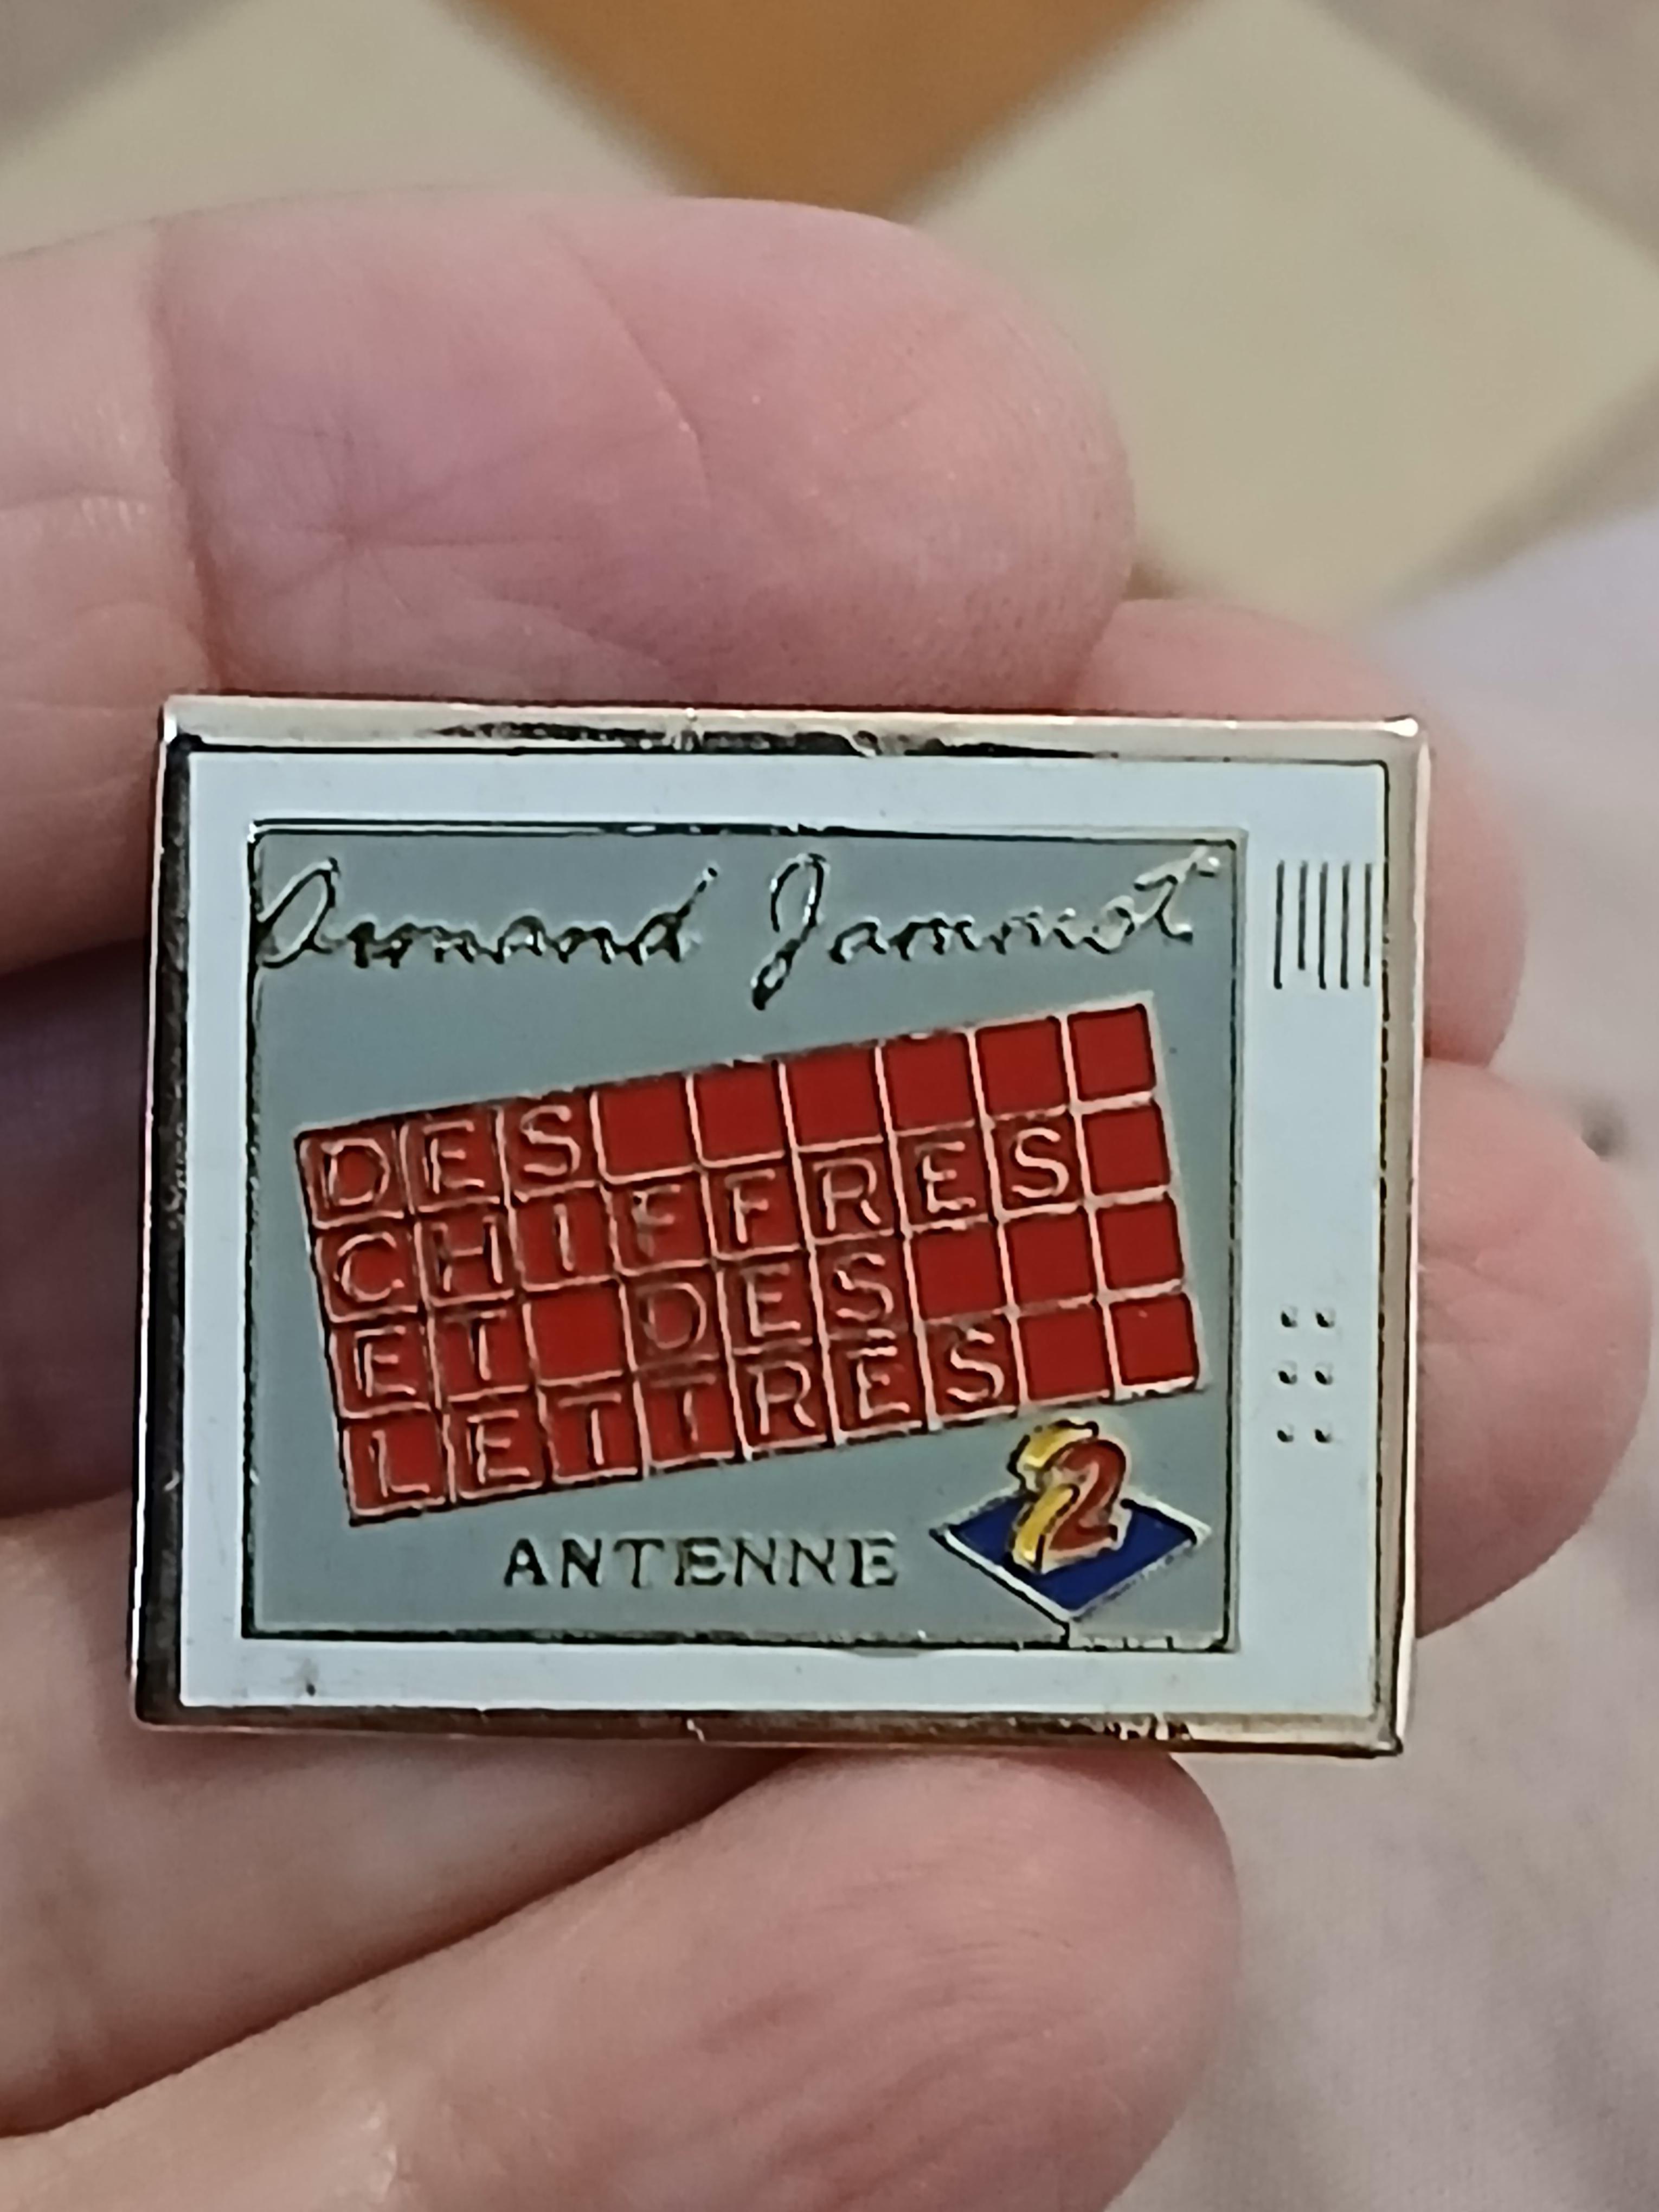 Armand Jammot
DES
CHIFFRES
ET DES
LETTRES
ANTENNE 2